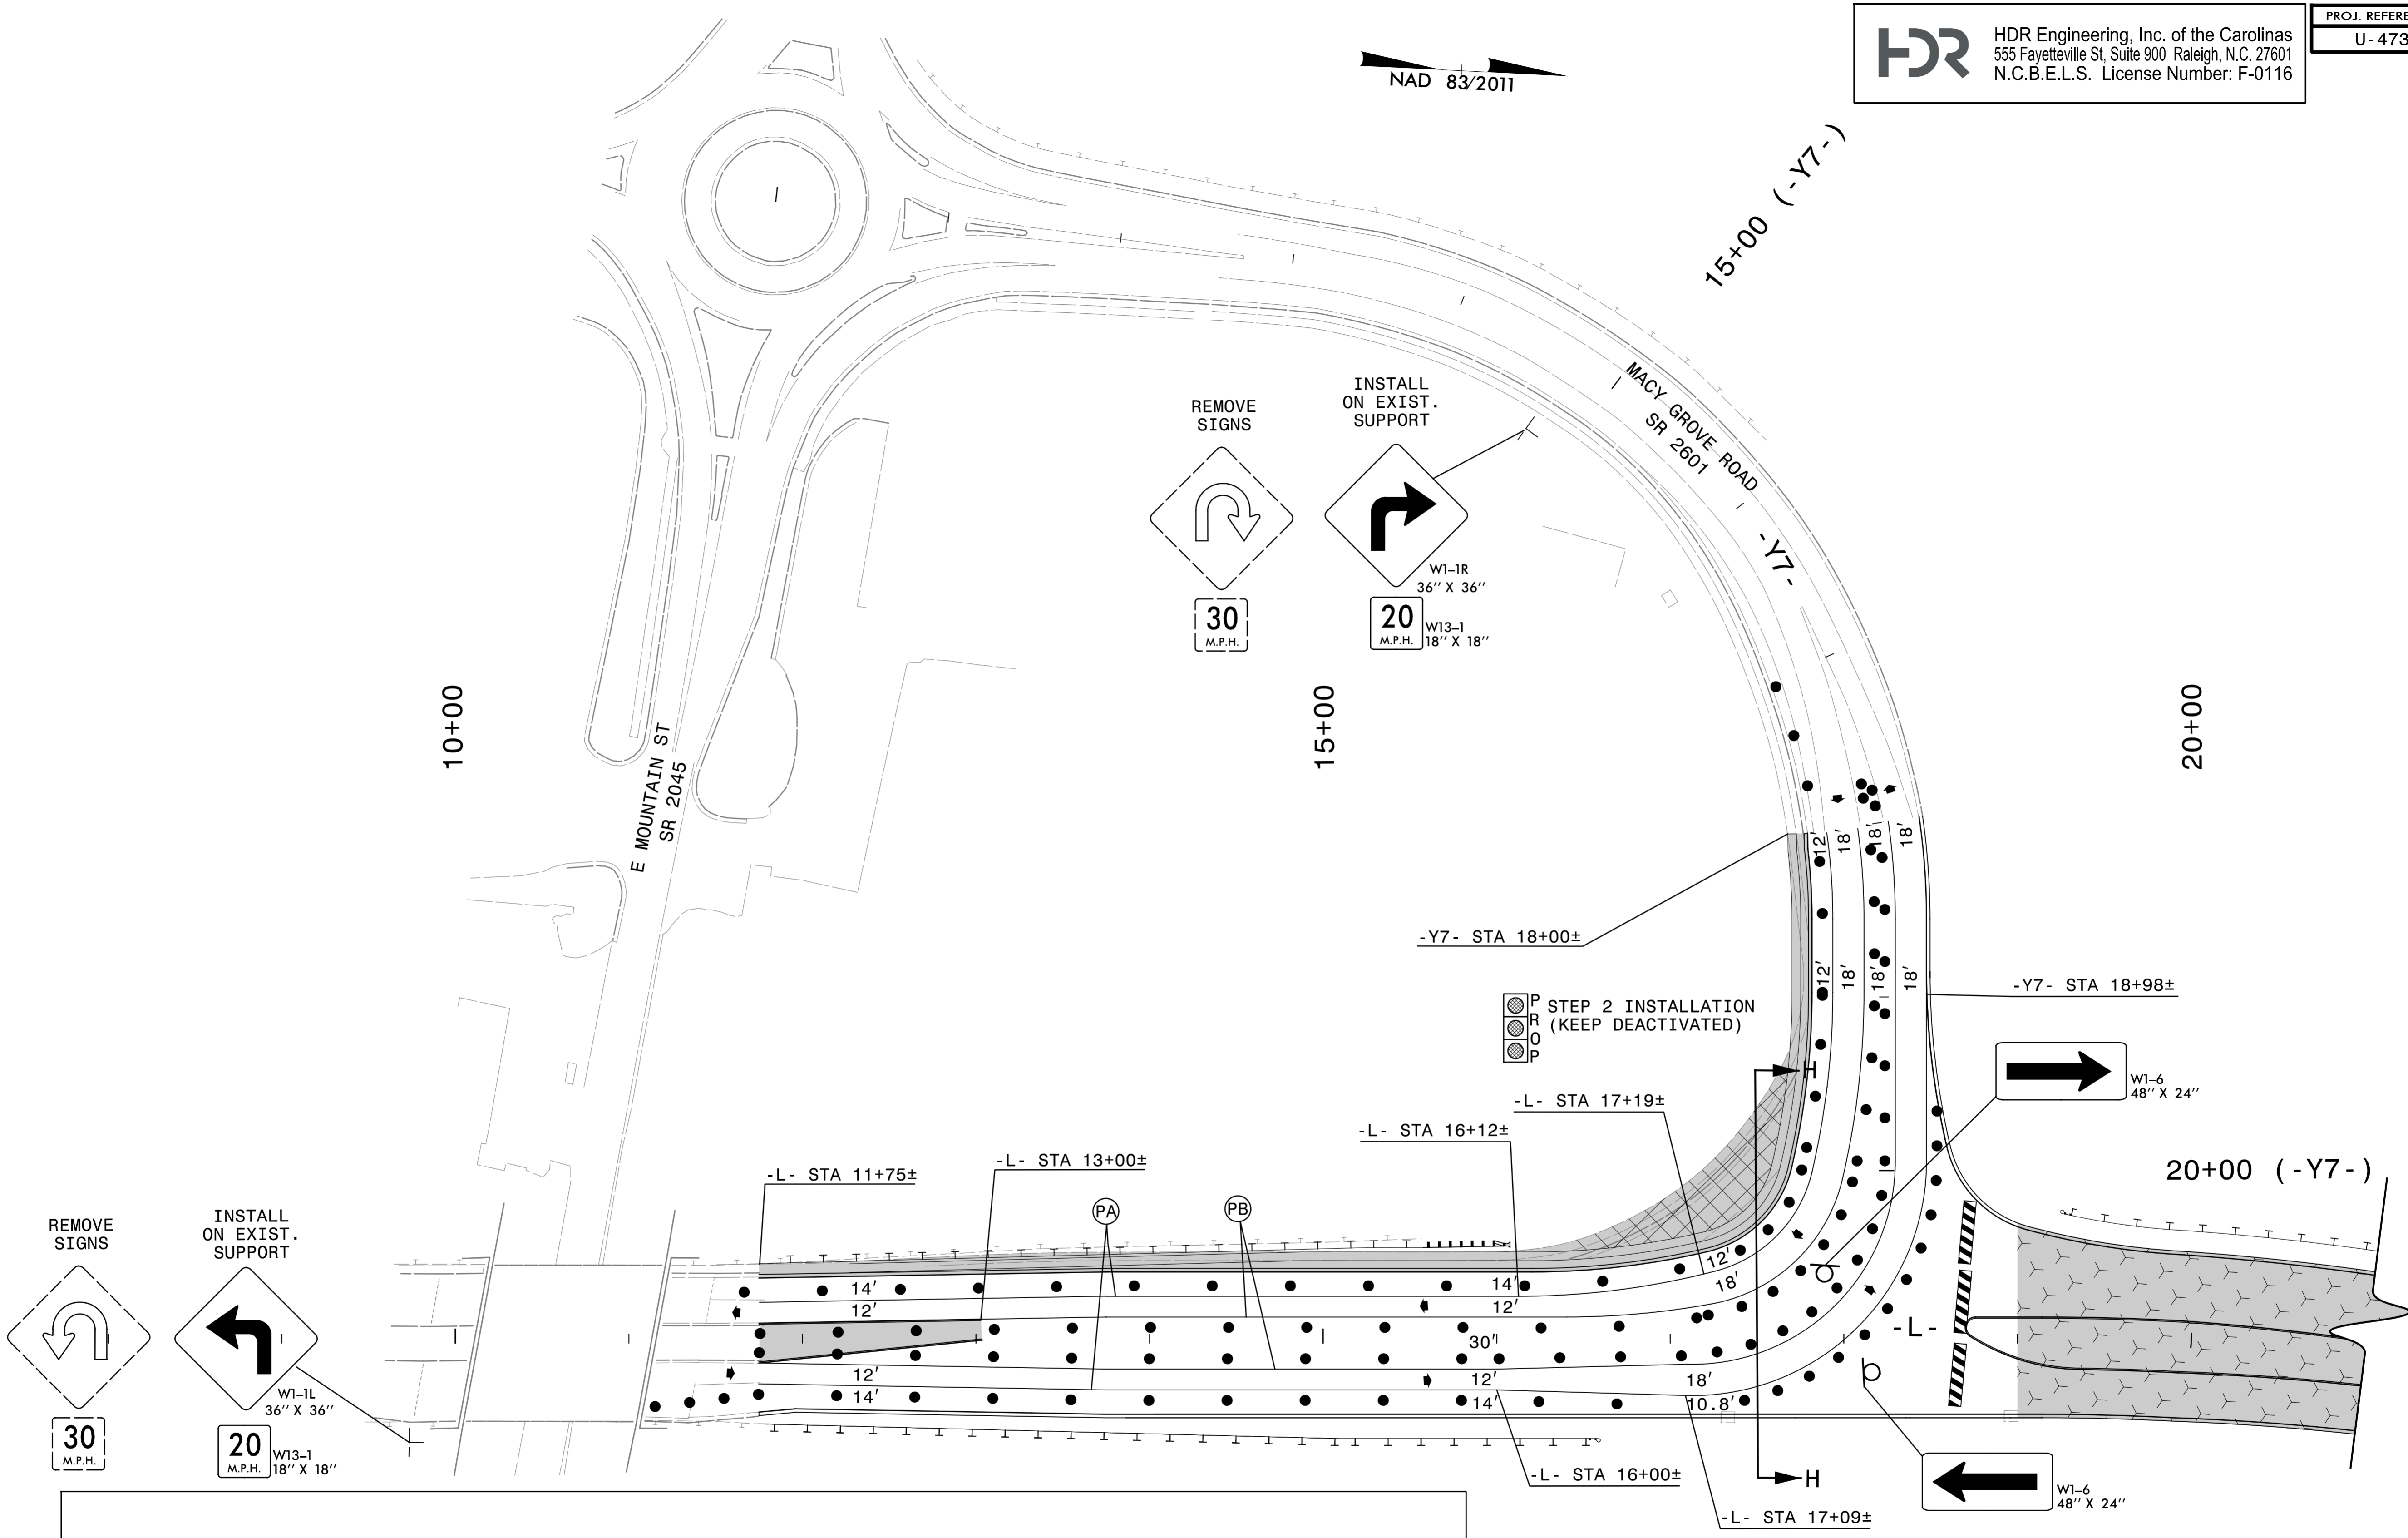 HDR
HDR Engineering, Inc. of the Carolinas
555 Fayetteville St, Suite 900 Raleigh, N.C. 27601
N.C.B.E.L.S. License Number: F-0116
PROJ. REFERE
U-473
NAD 83/2011
15+00 (-Y7-)
MACY GROVE ROAD
SR 2601
-Y7-
REMOVE
SIGNS
30
M.P.H.
INSTALL
ON EXIST.
SUPPORT
W1-1R
36" X 36"
20
M.P.H.
W13-1
18" X 18"
10+00
15+00
20+00
E MOUNTAIN ST
SR 2045
12'
18'
18'
18'
-Y7- STA 18+00±
12'
18'
18'
18'
-Y7- STA 18+98±
PROP
STEP 2 INSTALLATION
(KEEP DEACTIVATED)
H
W1-6
48" X 24"
-L- STA 17+19±
-L- STA 16+12±
-L- STA 13+00±
-L- STA 11+75±
20+00 (-Y7-)
PA
PB
REMOVE
SIGNS
30
M.P.H.
INSTALL
ON EXIST.
SUPPORT
W1-1L
36" X 36"
20
M.P.H.
W13-1
18" X 18"
14'
12'
12'
14'
14'
12'
30'
12'
14'
12'
18'
18'
10.8'
-L-
-L- STA 16+00±
H
-L- STA 17+09±
W1-6
48" X 24"